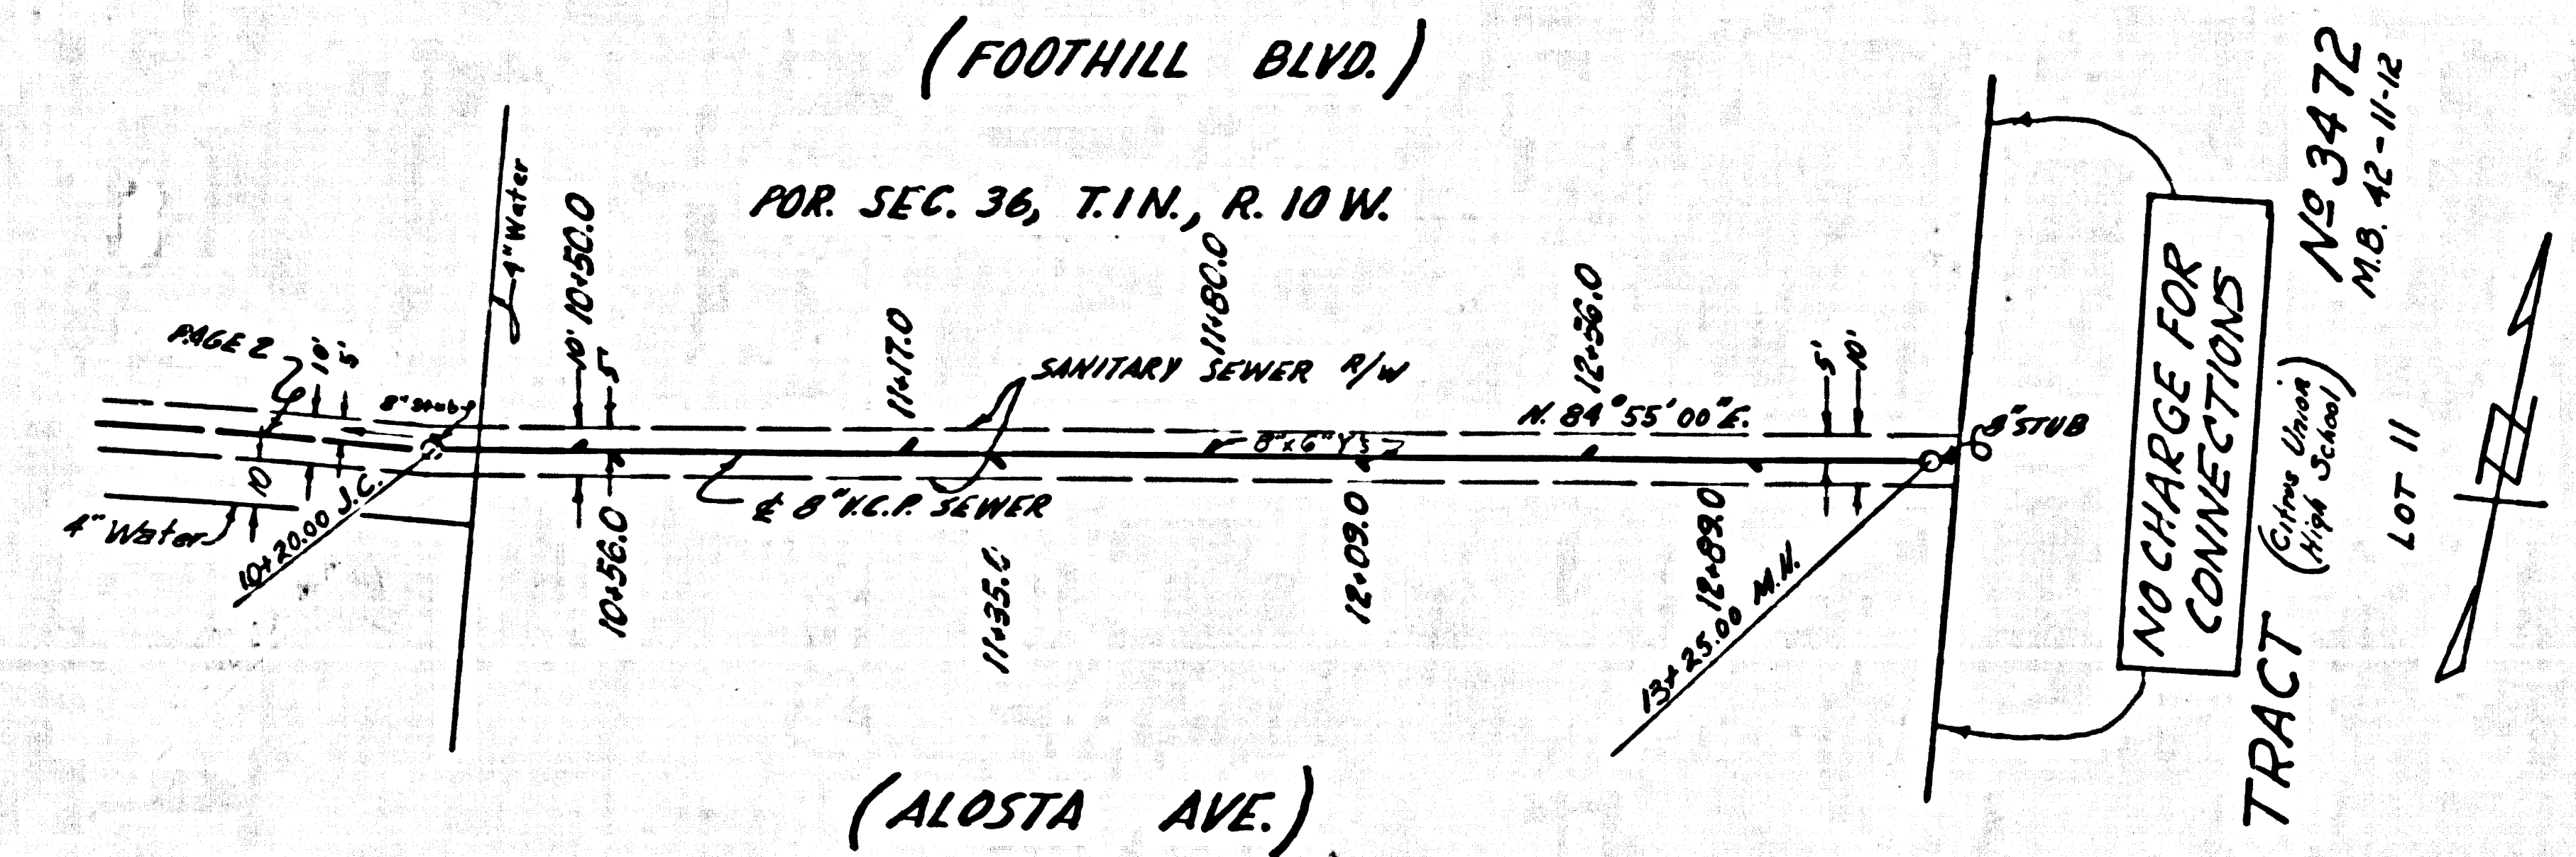 (FOOTHILL BLVD.)
POR. SEC. 36, T.1N., R. 10 W.
4" Water
10' 10+50.0
5'
11+17.0
11+80.0
12+56.0
5'
10'
PAGE 2
10'
5'
8" Stub
SANITARY SEWER R/W
N. 84° 55' 00" E.
8" x 6" Y'S
8" STUB
10
℄ 8" V.C.P. SEWER
4" Water
10+20.00 J.C.
10+56.0
11+35.0
12+09.0
12+89.0
13+25.00 M.H.
(ALOSTA AVE.)
NO CHARGE FOR
CONNECTIONS
TRACT Nº 3472
M.B. 42-11-12
(Citrus Union
High School)
LOT 11